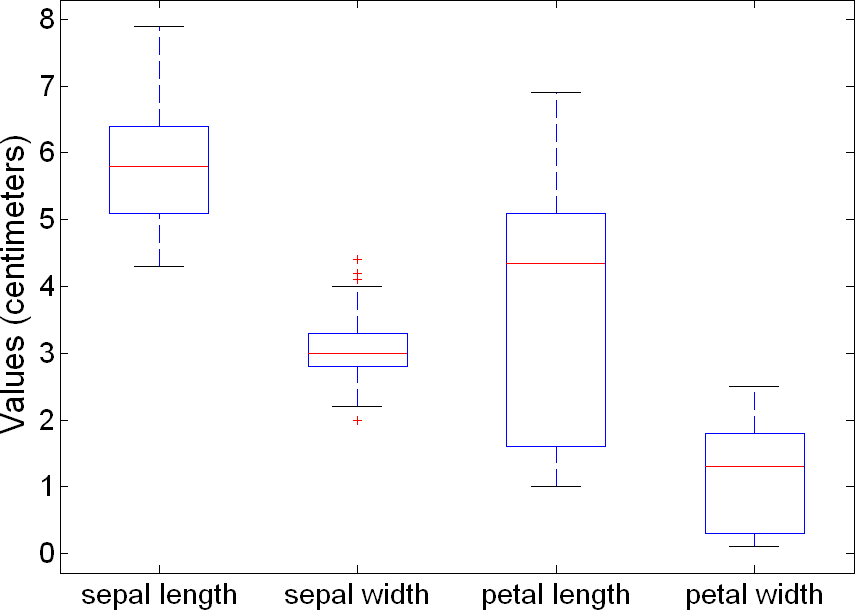 8
7
6
5
4
3
2
1
0
Values (centimeters)
sepal length
sepal width
petal length
petal width